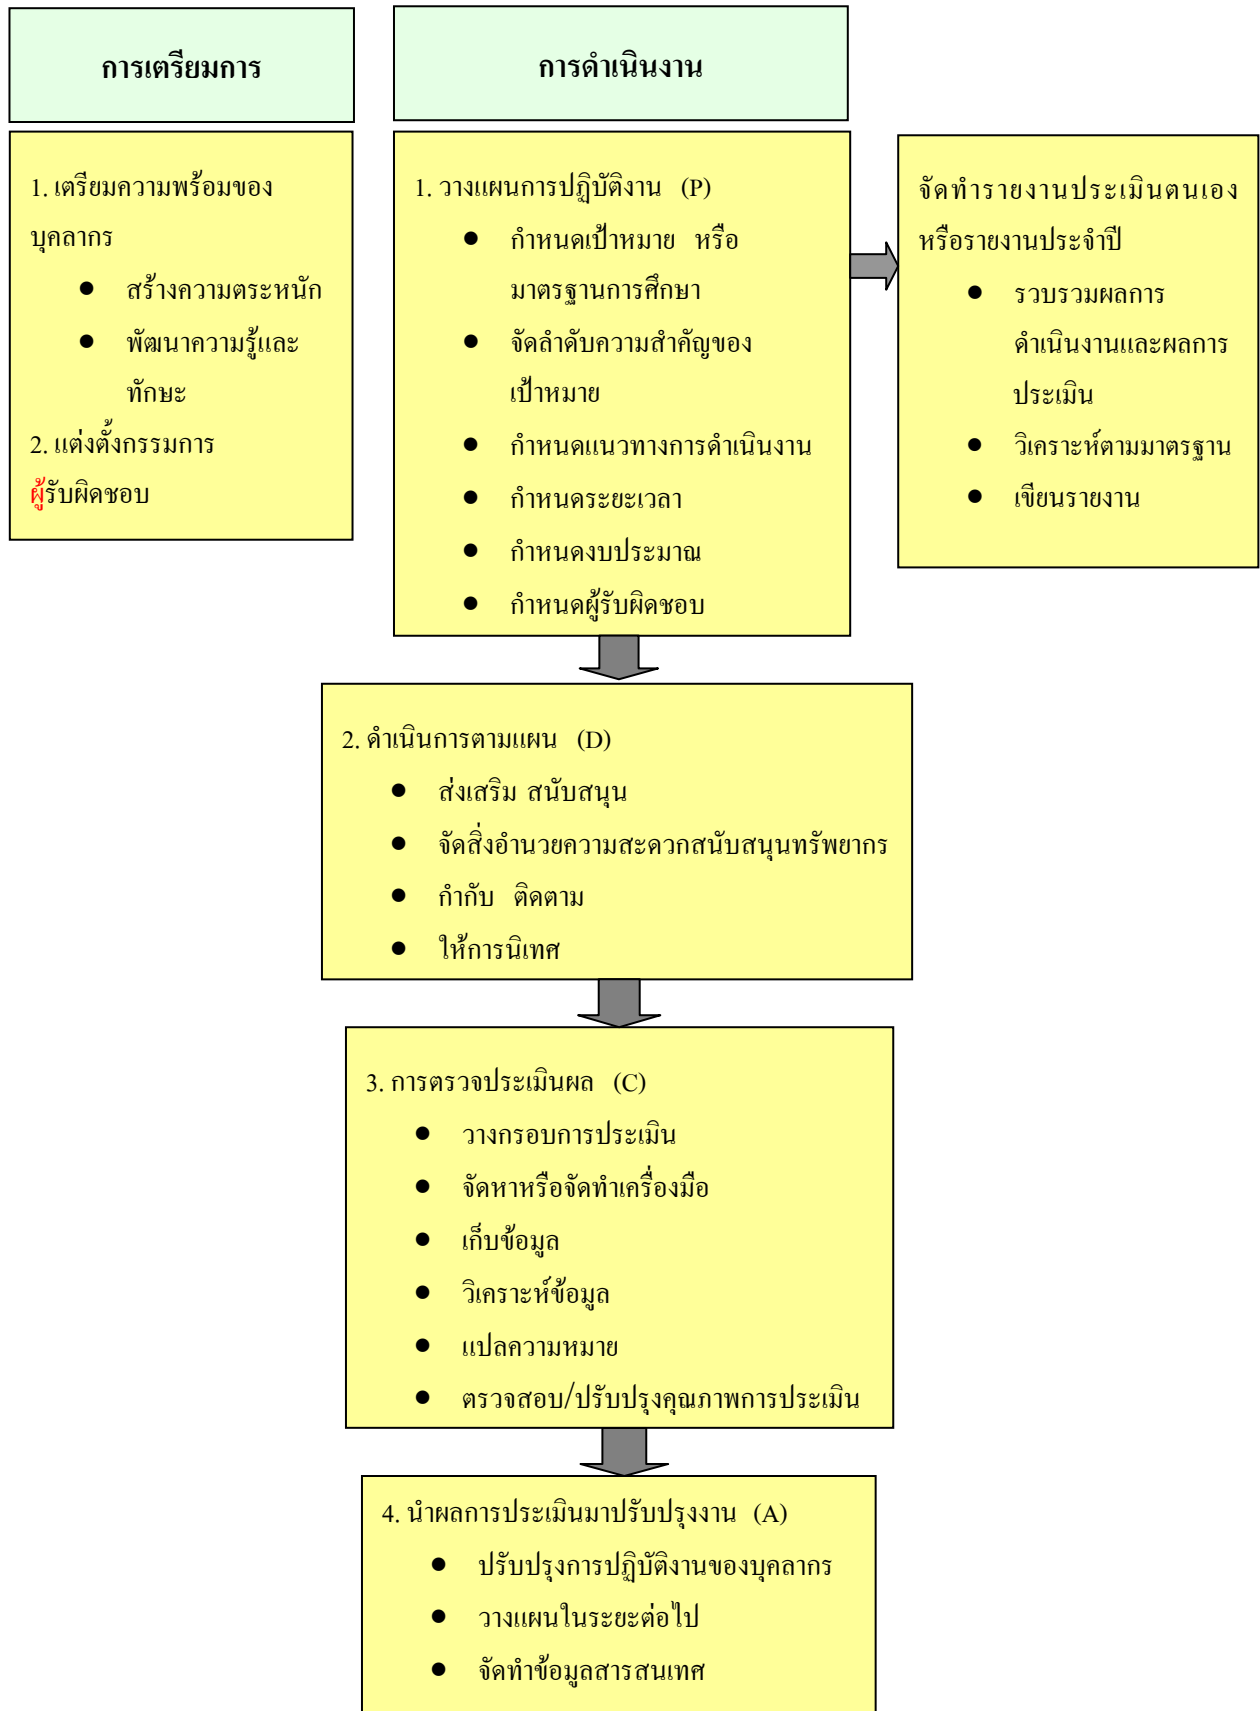 การเตรียมการ
การดำเนินงาน
1. เตรียมความพร้อมของ
บุคลากร
● สร้างความตระหนัก
● พัฒนาความรู้และ
ทักษะ
2. แต่งตั้งกรรมการ
ผู้รับผิดชอบ
1. วางแผนการปฏิบัติงาน (P)
● กำหนดเป้าหมาย หรือ
มาตรฐานการศึกษา
● จัดลำดับความสำคัญของ
เป้าหมาย
● กำหนดแนวทางการดำเนินงาน
● กำหนดระยะเวลา
● กำหนดงบประมาณ
● กำหนดผู้รับผิดชอบ
จัดทำรายงานประเมินตนเอง
หรือรายงานประจำปี
● รวบรวมผลการ
ดำเนินงานและผลการ
ประเมิน
● วิเคราะห์ตามมาตรฐาน
● เขียนรายงาน
2. ดำเนินการตามแผน (D)
● ส่งเสริม สนับสนุน
● จัดสิ่งอำนวยความสะดวกสนับสนุนทรัพยากร
● กำกับ ติดตาม
● ให้การนิเทศ
3. การตรวจประเมินผล (C)
● วางกรอบการประเมิน
● จัดหาหรือจัดทำเครื่องมือ
● เก็บข้อมูล
● วิเคราะห์ข้อมูล
● แปลความหมาย
● ตรวจสอบ/ปรับปรุงคุณภาพการประเมิน
4. นำผลการประเมินมาปรับปรุงงาน (A)
● ปรับปรุงการปฏิบัติงานของบุคลากร
● วางแผนในระยะต่อไป
● จัดทำข้อมูลสารสนเทศ